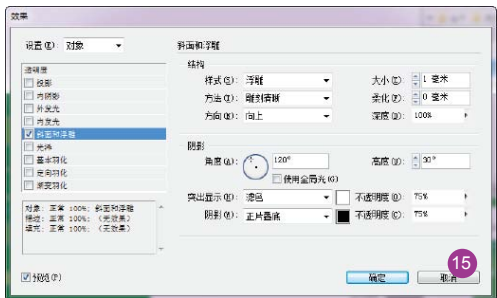 效果
设置(E): 对象
斜面和浮雕
透明度
投影
内阴影
外发光
内发光
斜面和浮雕
光泽
基本羽化
定向羽化
渐变羽化
结构
样式(S): 浮雕 大小(Z): 1 毫米
方法(T): 雕刻清晰 柔化(F): 0 毫米
方向(R): 向上 深度(D): 100%
阴影
角度(A): 120° 高度(U): 30°
使用全局光(G)
突出显示(H): 滤色 不透明度(O): 75%
阴影(W): 正片叠底 不透明度(C): 75%
对象: 正常 100%; 斜面和浮雕
描边: 正常 100%; (无效果)
填充: 正常 100%; (无效果)
预览(P)
确定
取消
15